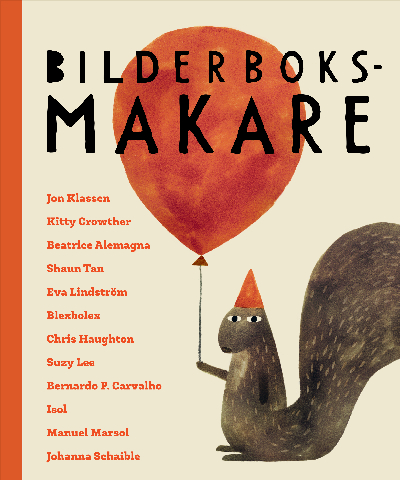 BILDERBOKS-
MAKARE
Jon Klassen
Kitty Crowther
Beatrice Alemagna
Shaun Tan
Eva Lindström
Blexbolex
Chris Haughton
Suzy Lee
Bernardo P. Carvalho
Isol
Manuel Marsol
Johanna Schaible